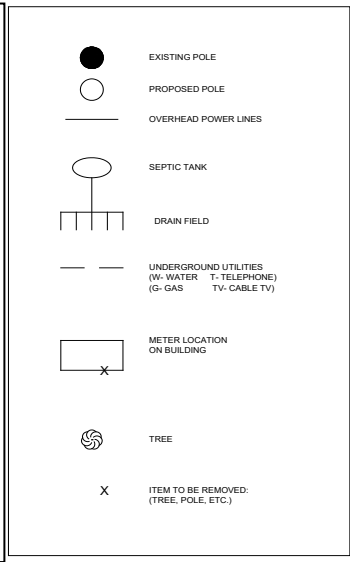 EXISTING POLE
PROPOSED POLE
OVERHEAD POWER LINES
SEPTIC TANK
DRAIN FIELD
UNDERGROUND UTILITIES
(W- WATER T- TELEPHONE)
(G- GAS TV- CABLE TV)
METER LOCATION
ON BUILDING
X
TREE
X ITEM TO BE REMOVED:
(TREE, POLE, ETC.)